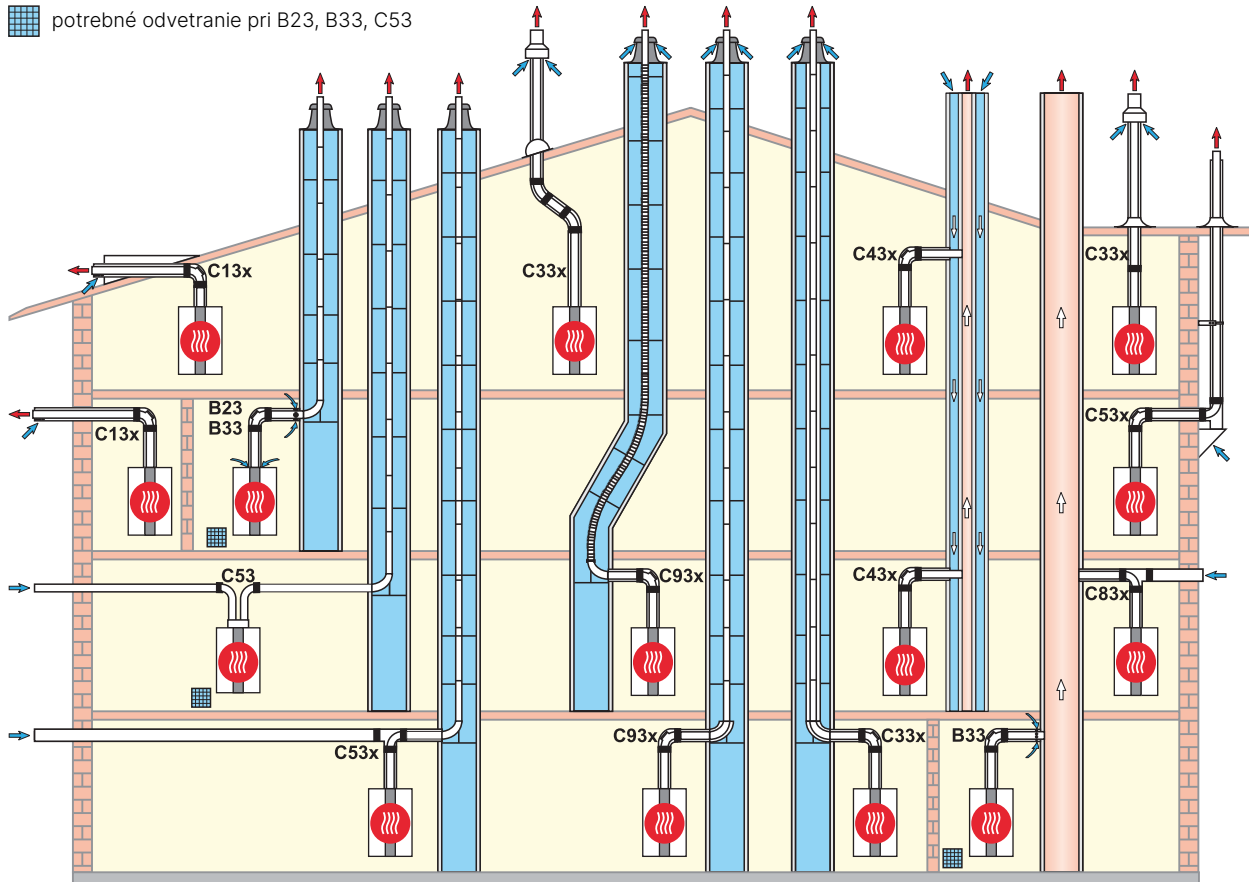 potrebné odvetranie pri B23, B33, C53
C13x
C33x
C43x
C33x
C13x
B23
B33
C53x
C53
C93x
C43x
C83x
C53x
C93x
C33x
B33